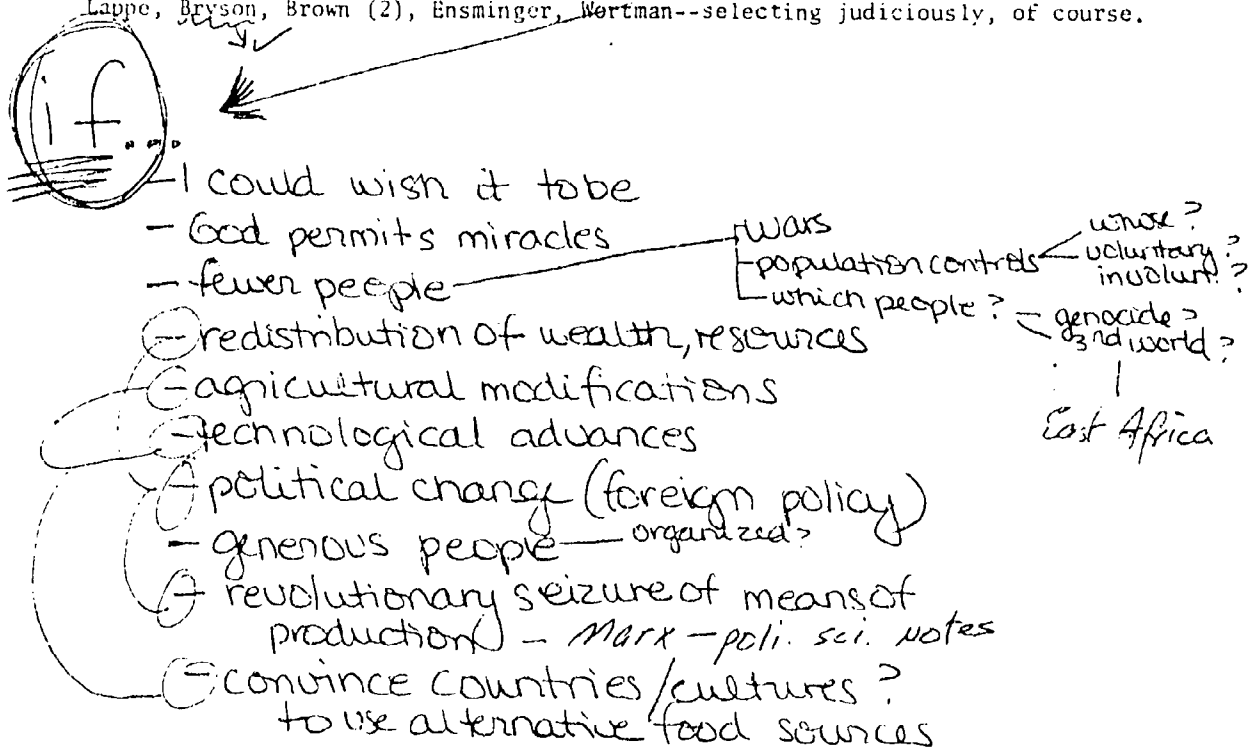 Lappe, Bryson, Brown (2), Ensminger, Wortman--selecting judiciously, of course.
if...
- I could wish it to be
- God permits miracles
- fewer people
- wars
- population controls
whose?
voluntary?
involunt.?
- which people?
- genocide?
3rd world?
East Africa
- redistribution of wealth, resources
- agricultural modifications
- technological advances
- political change (foreign policy)
- generous people — organized?
- revolutionary seizure of means of
production - Marx - poli. sci. notes
- convince countries/cultures?
to use alternative food sources